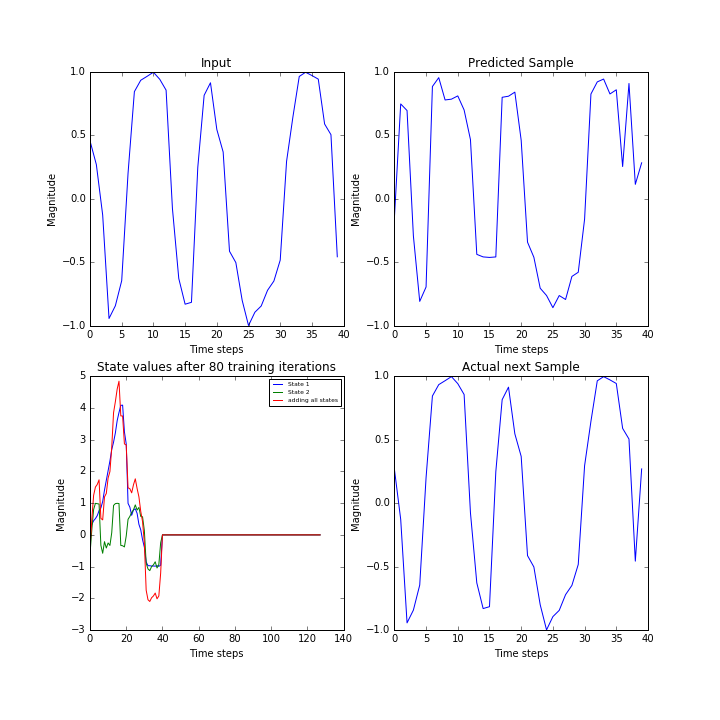 Input
1.0
0.5
0.0
−0.5
−1.0
Magnitude
0 5 10 15 20 25 30 35 40
Time steps
Predicted Sample
1.0
0.5
0.0
−0.5
−1.0
Magnitude
0 5 10 15 20 25 30 35 40
Time steps
State values after 80 training iterations
5
4
3
2
1
0
−1
−2
−3
Magnitude
State 1
State 2
adding all states
0 20 40 60 80 100 120 140
Time steps
Actual next Sample
1.0
0.5
0.0
−0.5
−1.0
Magnitude
0 5 10 15 20 25 30 35 40
Time steps